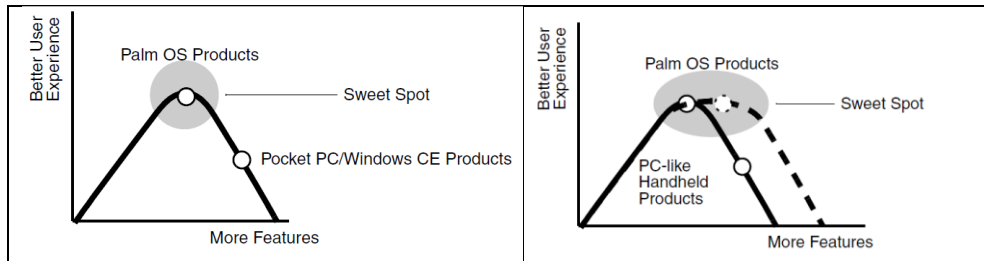 Better User
Experience
Palm OS Products
Sweet Spot
Pocket PC/Windows CE Products
More Features
Better User
Experience
Palm OS Products
Sweet Spot
PC-like
Handheld
Products
More Features